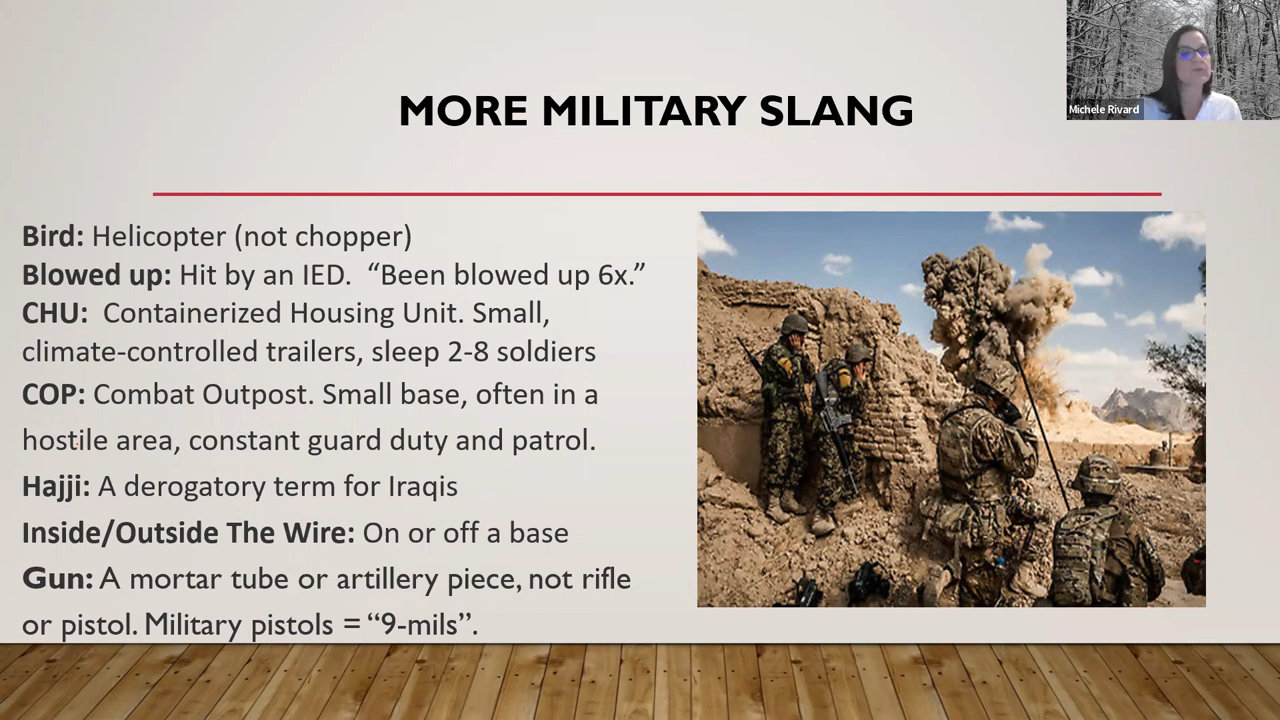 MORE MILITARY SLANG
Michele Rivard
Bird: Helicopter (not chopper)
Blowed up: Hit by an IED.  “Been blowed up 6x.”
CHU:  Containerized Housing Unit. Small,
climate-controlled trailers, sleep 2-8 soldiers
COP: Combat Outpost. Small base, often in a
hostile area, constant guard duty and patrol.
Hajji: A derogatory term for Iraqis
Inside/Outside The Wire: On or off a base
Gun: A mortar tube or artillery piece, not rifle
or pistol. Military pistols = “9-mils”.